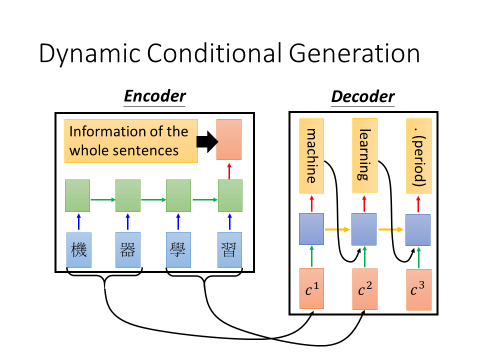 Dynamic Conditional Generation
Encoder
Decoder
Information of the
whole sentences
機
器
學
習
machine
learning
. (period)
c¹
c²
c³